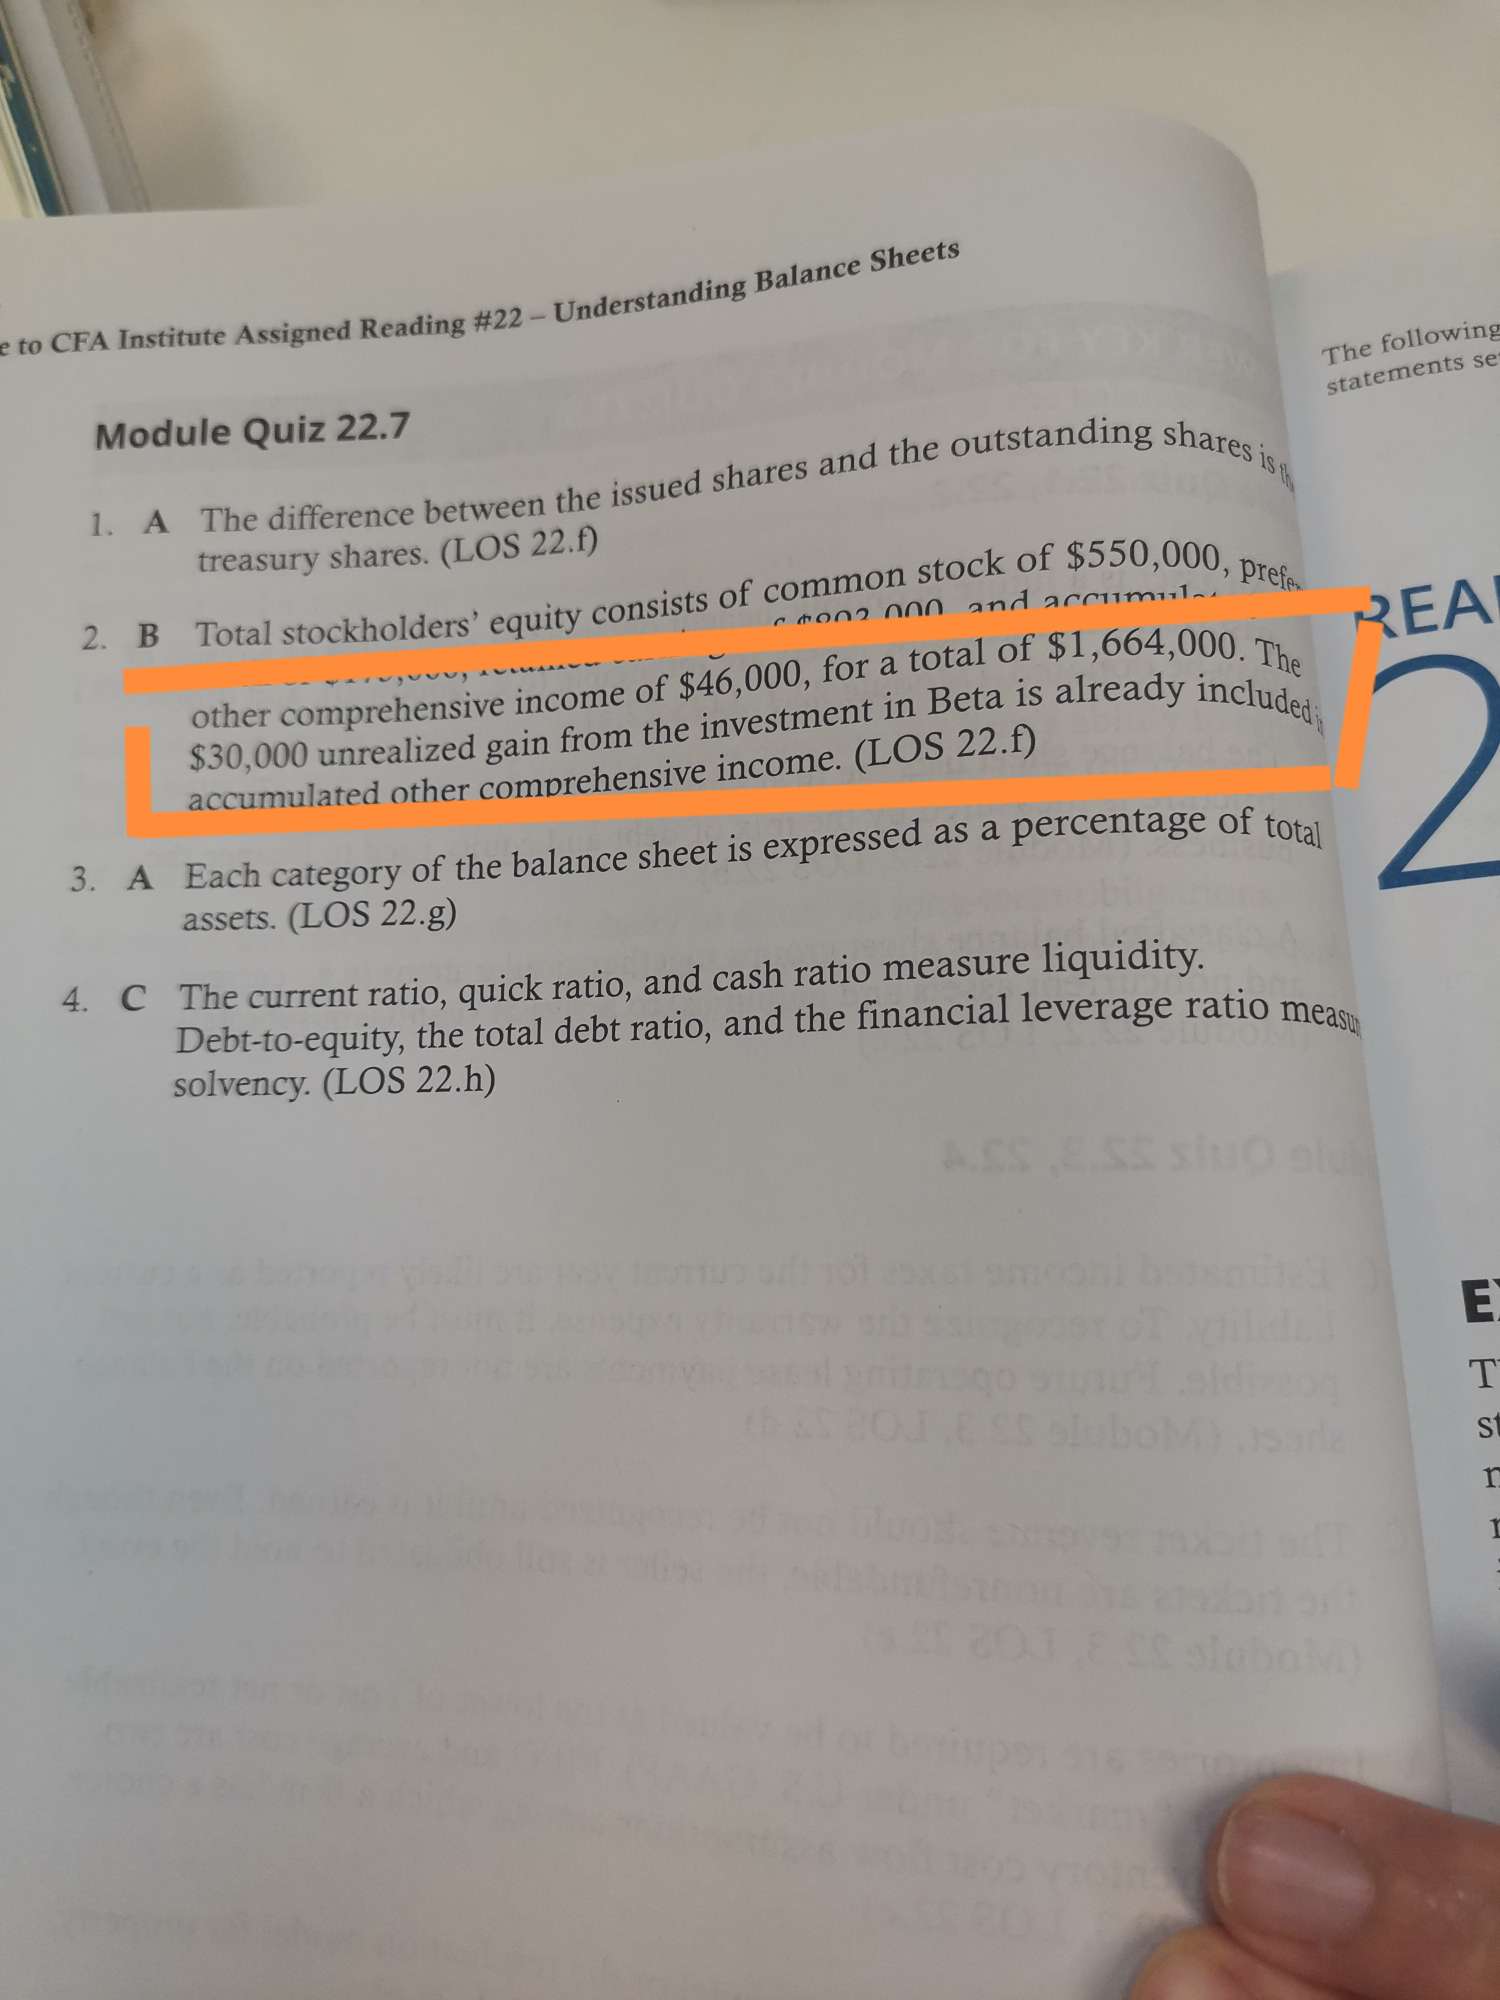 e to CFA Institute Assigned Reading #22 – Understanding Balance Sheets
Module Quiz 22.7
1. A The difference between the issued shares and the outstanding shares is
treasury shares. (LOS 22.f)
2. B Total stockholders' equity consists of common stock of $550,000,
and
other comprehensive income of $46,000, for a total of $1,664,000. The
$30,000 unrealized gain from the investment in Beta is already included
accumulated other comprehensive income. (LOS 22.f)
3. A Each category of the balance sheet is expressed as a percentage of total
assets. (LOS 22.g)
4. C The current ratio, quick ratio, and cash ratio measure liquidity.
Debt-to-equity, the total debt ratio, and the financial leverage ratio measu
solvency. (LOS 22.h)
The following
statements se
REA
2
E
T
st